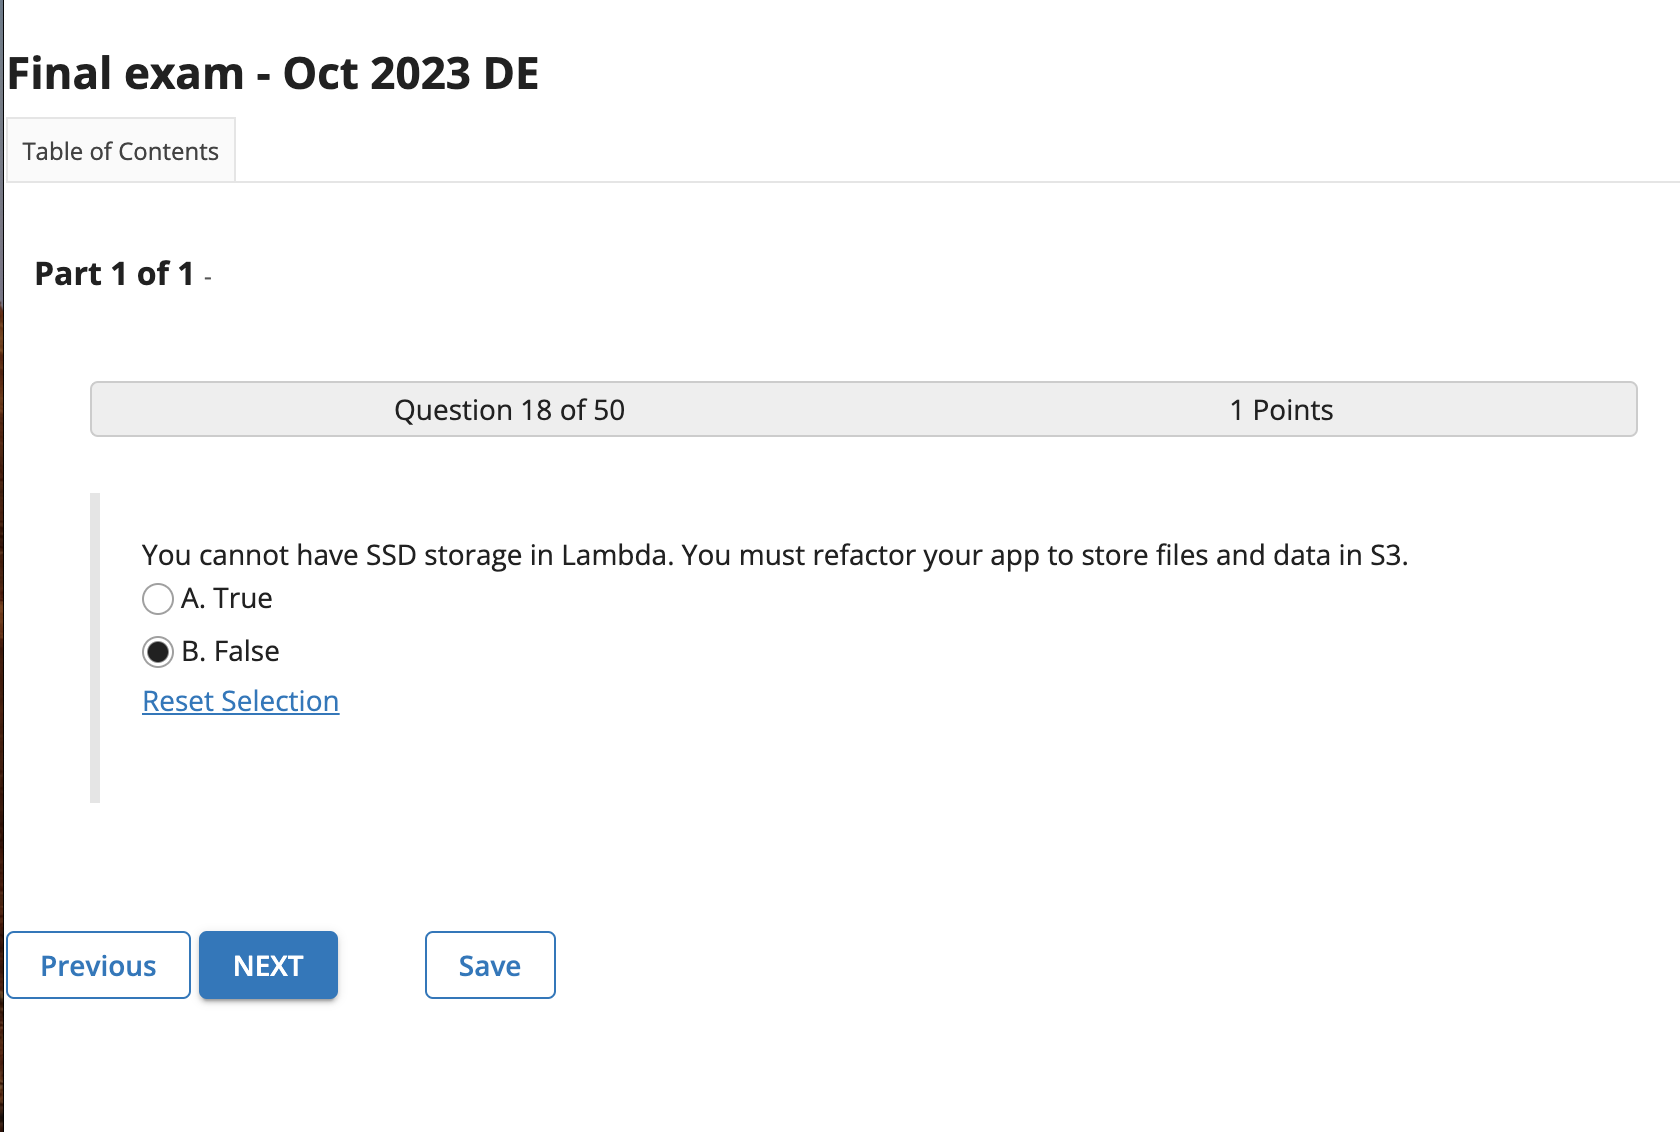 Final exam - Oct 2023 DE
Table of Contents
Part 1 of 1 -
Question 18 of 50 1 Points
You cannot have SSD storage in Lambda. You must refactor your app to store files and data in S3.
A. True
B. False
Reset Selection
Previous NEXT Save